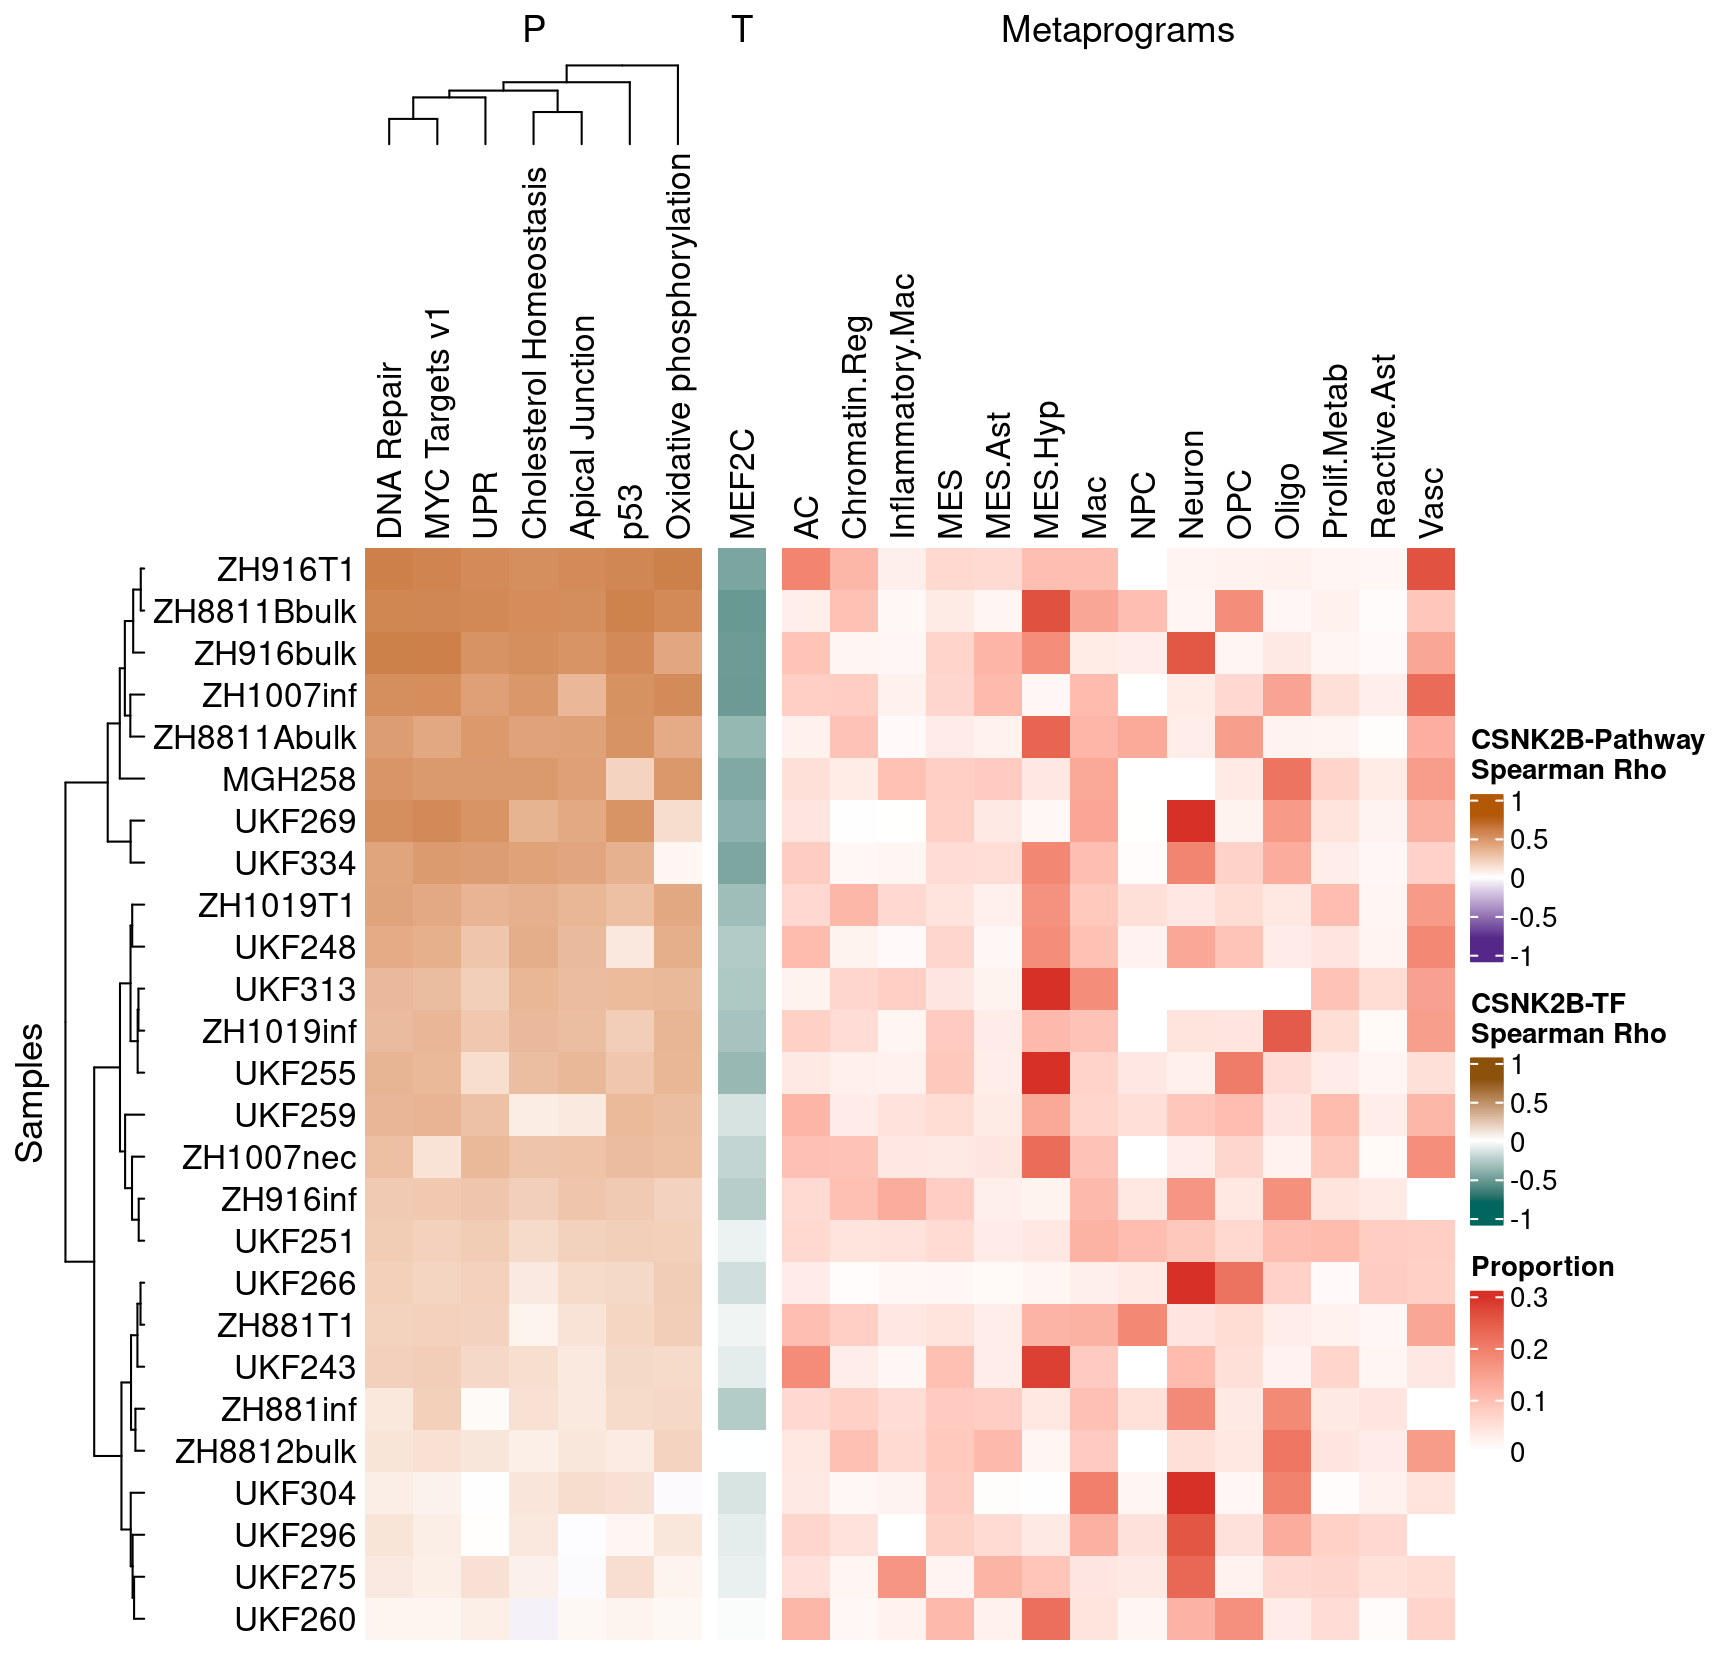 P
T
Metaprograms
DNA Repair
MYC Targets v1
UPR
Cholesterol Homeostasis
Apical Junction
p53
Oxidative phosphorylation
MEF2C
AC
Chromatin.Reg
Inflammatory.Mac
MES
MES.Ast
MES.Hyp
Mac
NPC
Neuron
OPC
Oligo
Prolif.Metab
Reactive.Ast
Vasc
Samples
ZH916T1
ZH8811Bbulk
ZH916bulk
ZH1007inf
ZH8811Abulk
MGH258
UKF269
UKF334
ZH1019T1
UKF248
UKF313
ZH1019inf
UKF255
UKF259
ZH1007nec
ZH916inf
UKF251
UKF266
ZH881T1
UKF243
ZH881inf
ZH8812bulk
UKF304
UKF296
UKF275
UKF260
CSNK2B-Pathway
Spearman Rho
1
0.5
0
-0.5
-1
CSNK2B-TF
Spearman Rho
1
0.5
0
-0.5
-1
Proportion
0.3
0.2
0.1
0